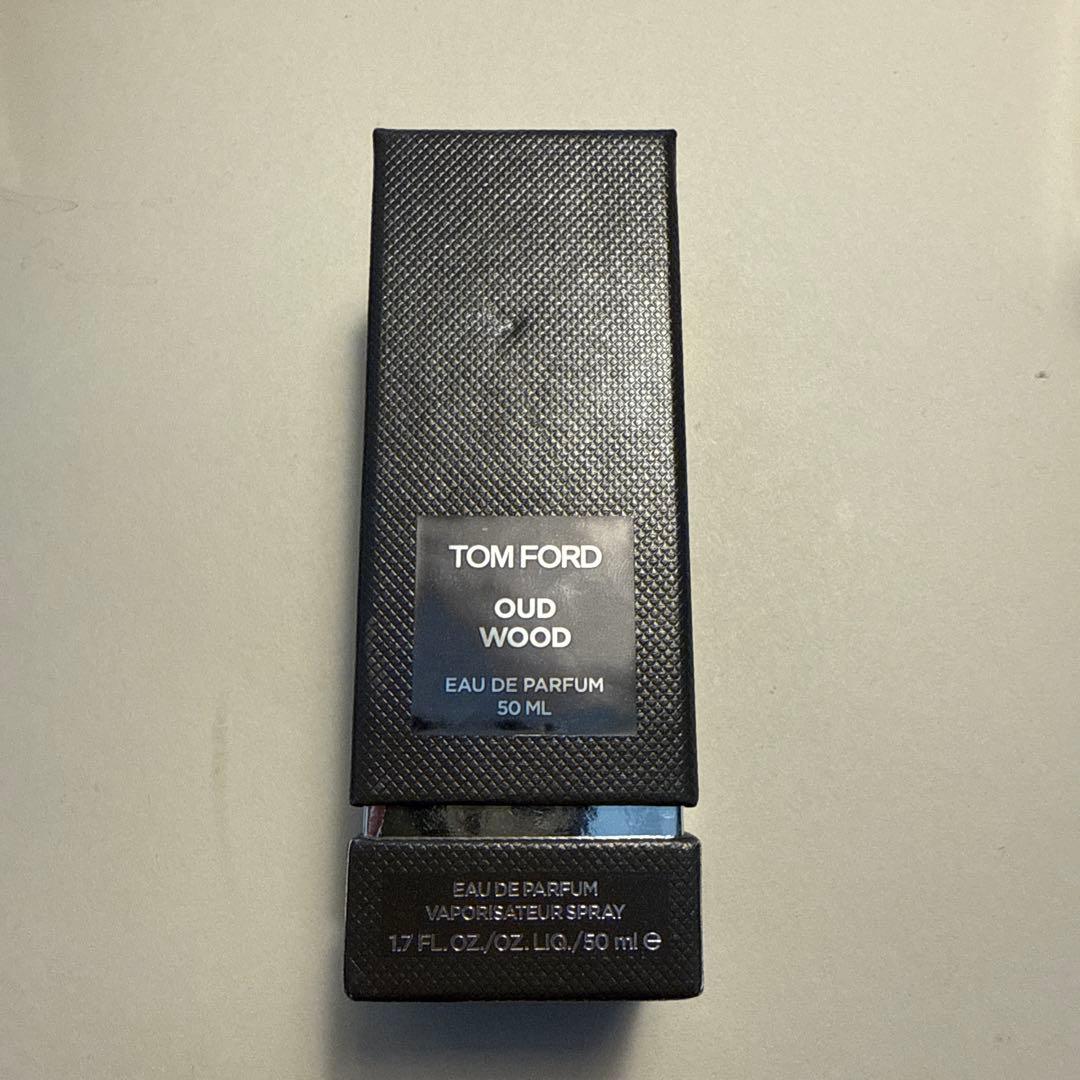 TOM FORD
OUD
WOOD
EAU DE PARFUM
50 ML
EAU DE PARFUM
VAPORISATEUR SPRAY
1.7 FL. OZ./OZ. LIQ./50 ml ℮